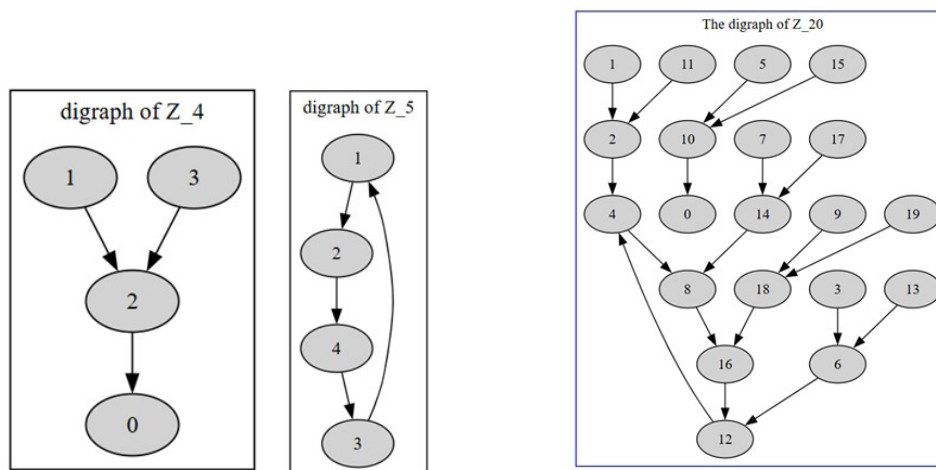 digraph of Z_4
1 3
2
0
digraph of Z_5
1
2
4
3
The digraph of Z_20
1 11 5 15
2 10 7 17
4 0 14 9 19
8 18 3 13
16 6
12